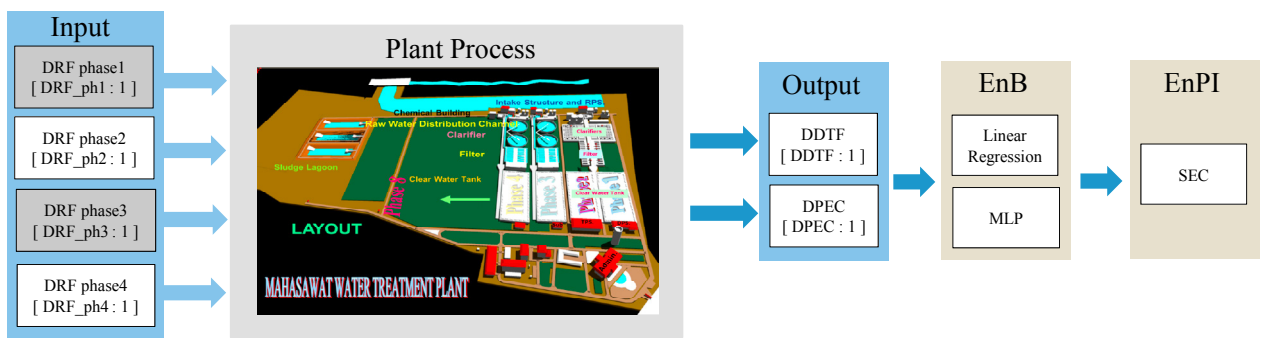 Input
DRF phase1
[ DRF_ph1 : 1 ]
DRF phase2
[ DRF_ph2 : 1 ]
DRF phase3
[ DRF_ph3 : 1 ]
DRF phase4
[ DRF_ph4 : 1 ]
Plant Process
Intake Structure and RPS.
Chemical Building
Raw Water Distribution Channel
Clarifier
Clarifiers
Filter
Filter
Sludge Lagoon
Clear Water Tank
Clear Water Tank
Phase 3
LAYOUT
MAHASAWAT WATER TREATMENT PLANT
Output
DDTF
[ DDTF : 1 ]
DPEC
[ DPEC : 1 ]
EnB
Linear
Regression
MLP
EnPI
SEC